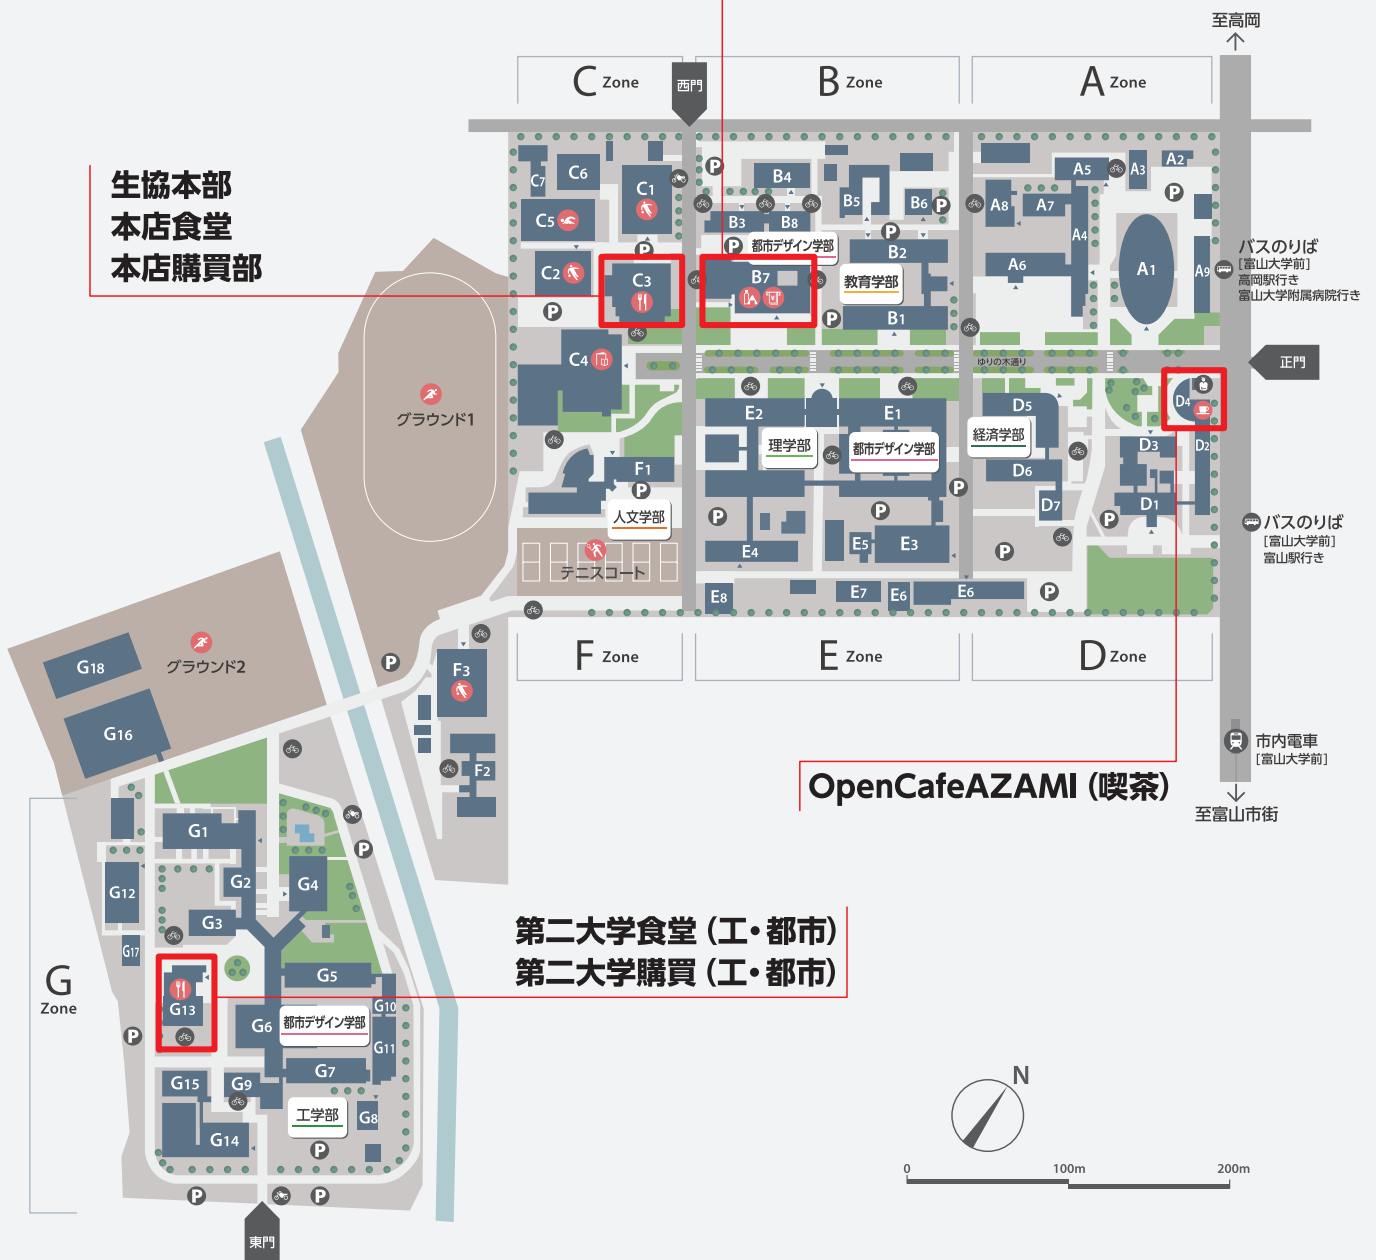 至高岡
C Zone
B Zone
A Zone
西門
生協本部
本店食堂
本店購買部
C7
C6
C1
C5
C2
C3
C4
P
B4
B3
B8
B5
B6
B2
B7
B1
都市デザイン学部
教育学部
A5
A3
A2
A8
A7
A4
A6
A1
A9
バスのりば
[富山大学前]
高岡駅行き
富山大学附属病院行き
ゆりの木通り
正門
グラウンド1
E2
E1
理学部
都市デザイン学部
D5
経済学部
D6
D7
D4
D3
D2
D1
F1
人文学部
テニスコート
E4
E5
E3
E8
E7
E6
E6
バスのりば
[富山大学前]
富山駅行き
F Zone
E Zone
D Zone
グラウンド2
G18
G16
F3
F2
OpenCafeAZAMI（喫茶）
市内電車
[富山大学前]
至富山市街
G1
G2
G4
G12
G3
G17
第二大学食堂（工・都市）
第二大学購買（工・都市）
G Zone
G5
G13
G10
G6
都市デザイン学部
G11
G7
G15
G9
工学部
G8
G14
東門
N
0 100m 200m